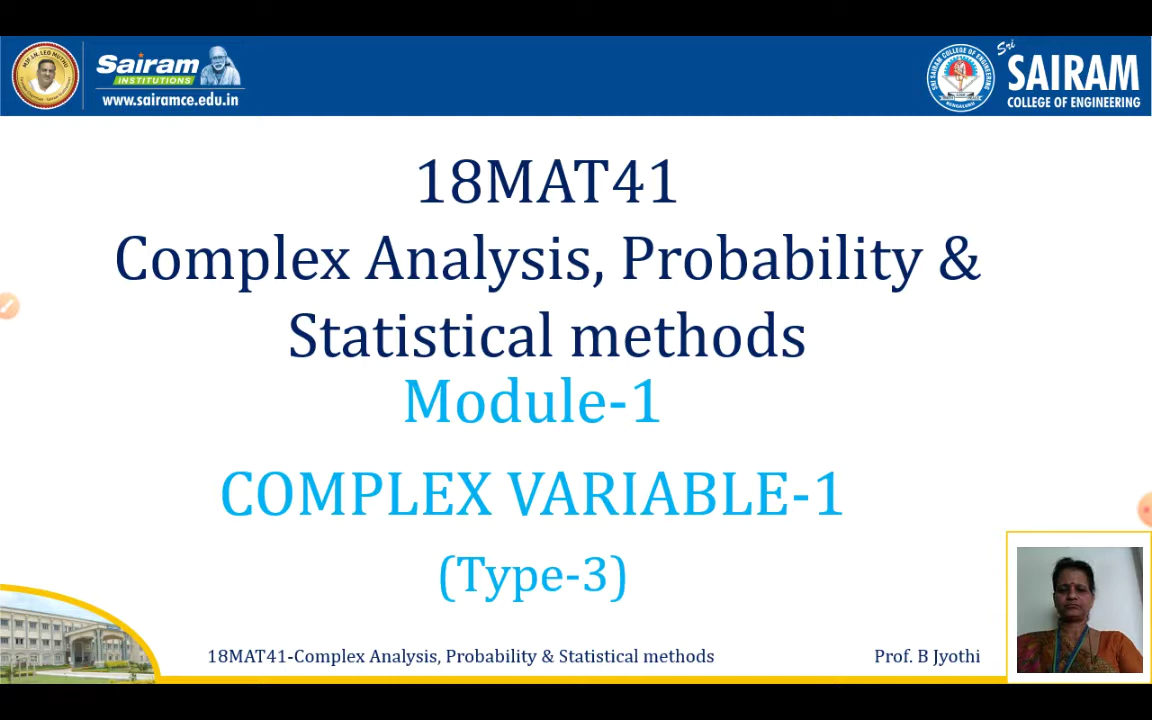 Sairam
INSTITUTIONS
www.sairamce.edu.in
Sri
SAIRAM
COLLEGE OF ENGINEERING
18MAT41
Complex Analysis, Probability &
Statistical methods
Module-1
COMPLEX VARIABLE-1
(Type-3)
18MAT41-Complex Analysis, Probability & Statistical methods
Prof. B Jyothi